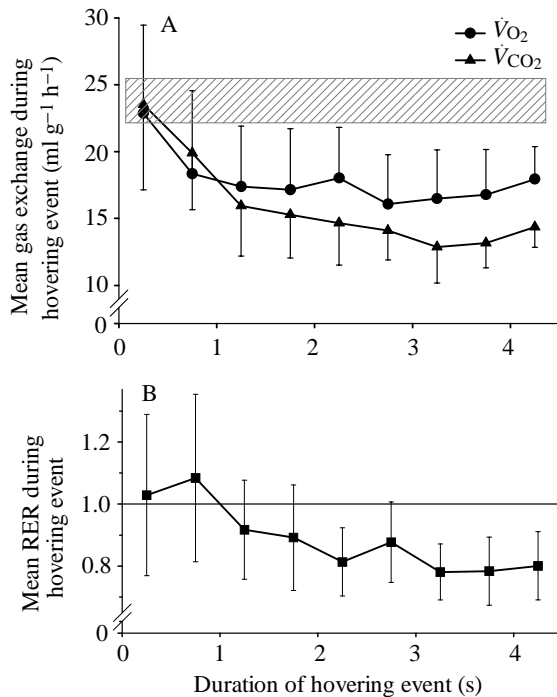 A
V̇O₂
V̇CO₂
Mean gas exchange during
hovering event (ml g⁻¹ h⁻¹)
30
25
20
15
10
0
0 1 2 3 4
B
Mean RER during
hovering event
1.2
1.0
0.8
0
0 1 2 3 4
Duration of hovering event (s)